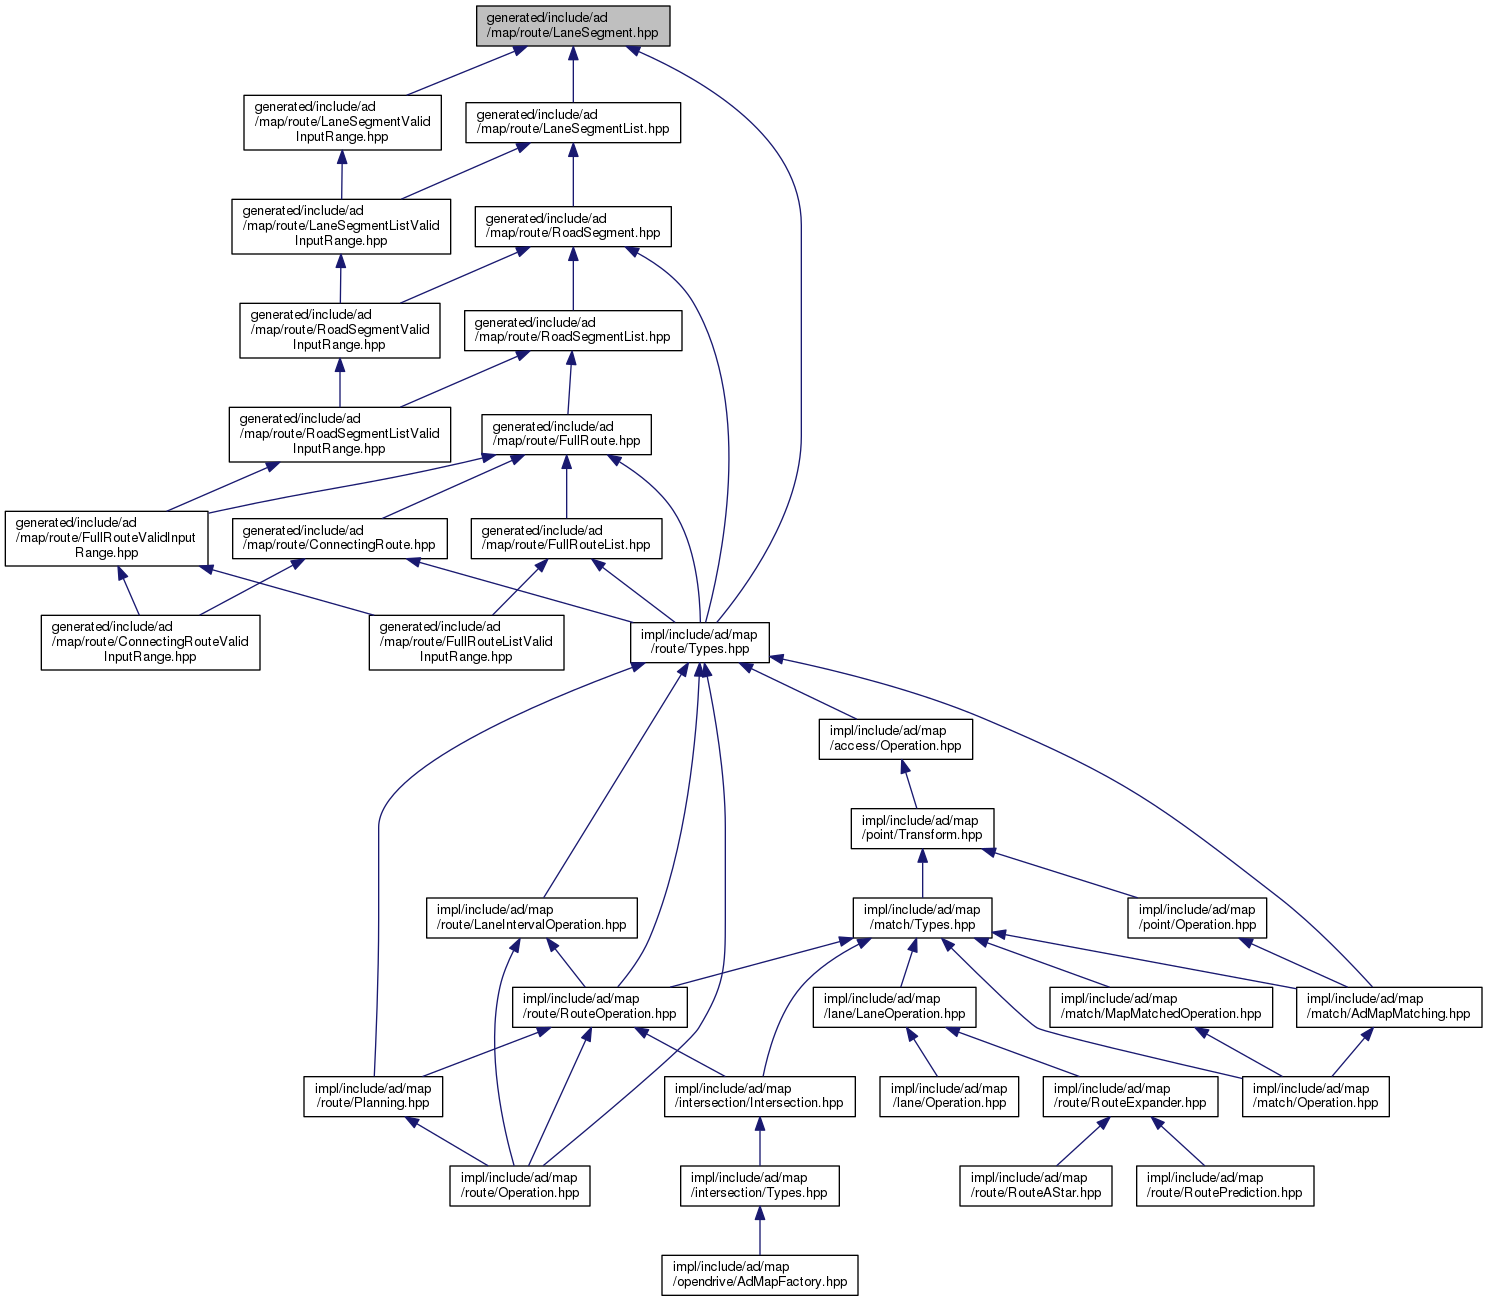 generated/include/ad
/map/route/LaneSegment.hpp
generated/include/ad
/map/route/LaneSegmentValid
InputRange.hpp
generated/include/ad
/map/route/LaneSegmentList.hpp
generated/include/ad
/map/route/LaneSegmentListValid
InputRange.hpp
generated/include/ad
/map/route/RoadSegment.hpp
generated/include/ad
/map/route/RoadSegmentValid
InputRange.hpp
generated/include/ad
/map/route/RoadSegmentList.hpp
generated/include/ad
/map/route/RoadSegmentListValid
InputRange.hpp
generated/include/ad
/map/route/FullRoute.hpp
generated/include/ad
/map/route/FullRouteValidInput
Range.hpp
generated/include/ad
/map/route/ConnectingRoute.hpp
generated/include/ad
/map/route/FullRouteList.hpp
generated/include/ad
/map/route/ConnectingRouteValid
InputRange.hpp
generated/include/ad
/map/route/FullRouteListValid
InputRange.hpp
impl/include/ad/map
/route/Types.hpp
impl/include/ad/map
/access/Operation.hpp
impl/include/ad/map
/point/Transform.hpp
impl/include/ad/map
/route/LaneIntervalOperation.hpp
impl/include/ad/map
/match/Types.hpp
impl/include/ad/map
/point/Operation.hpp
impl/include/ad/map
/route/RouteOperation.hpp
impl/include/ad/map
/lane/LaneOperation.hpp
impl/include/ad/map
/match/MapMatchedOperation.hpp
impl/include/ad/map
/match/AdMapMatching.hpp
impl/include/ad/map
/route/Planning.hpp
impl/include/ad/map
/intersection/Intersection.hpp
impl/include/ad/map
/lane/Operation.hpp
impl/include/ad/map
/route/RouteExpander.hpp
impl/include/ad/map
/match/Operation.hpp
impl/include/ad/map
/route/Operation.hpp
impl/include/ad/map
/intersection/Types.hpp
impl/include/ad/map
/route/RouteAStar.hpp
impl/include/ad/map
/route/RoutePrediction.hpp
impl/include/ad/map
/opendrive/AdMapFactory.hpp